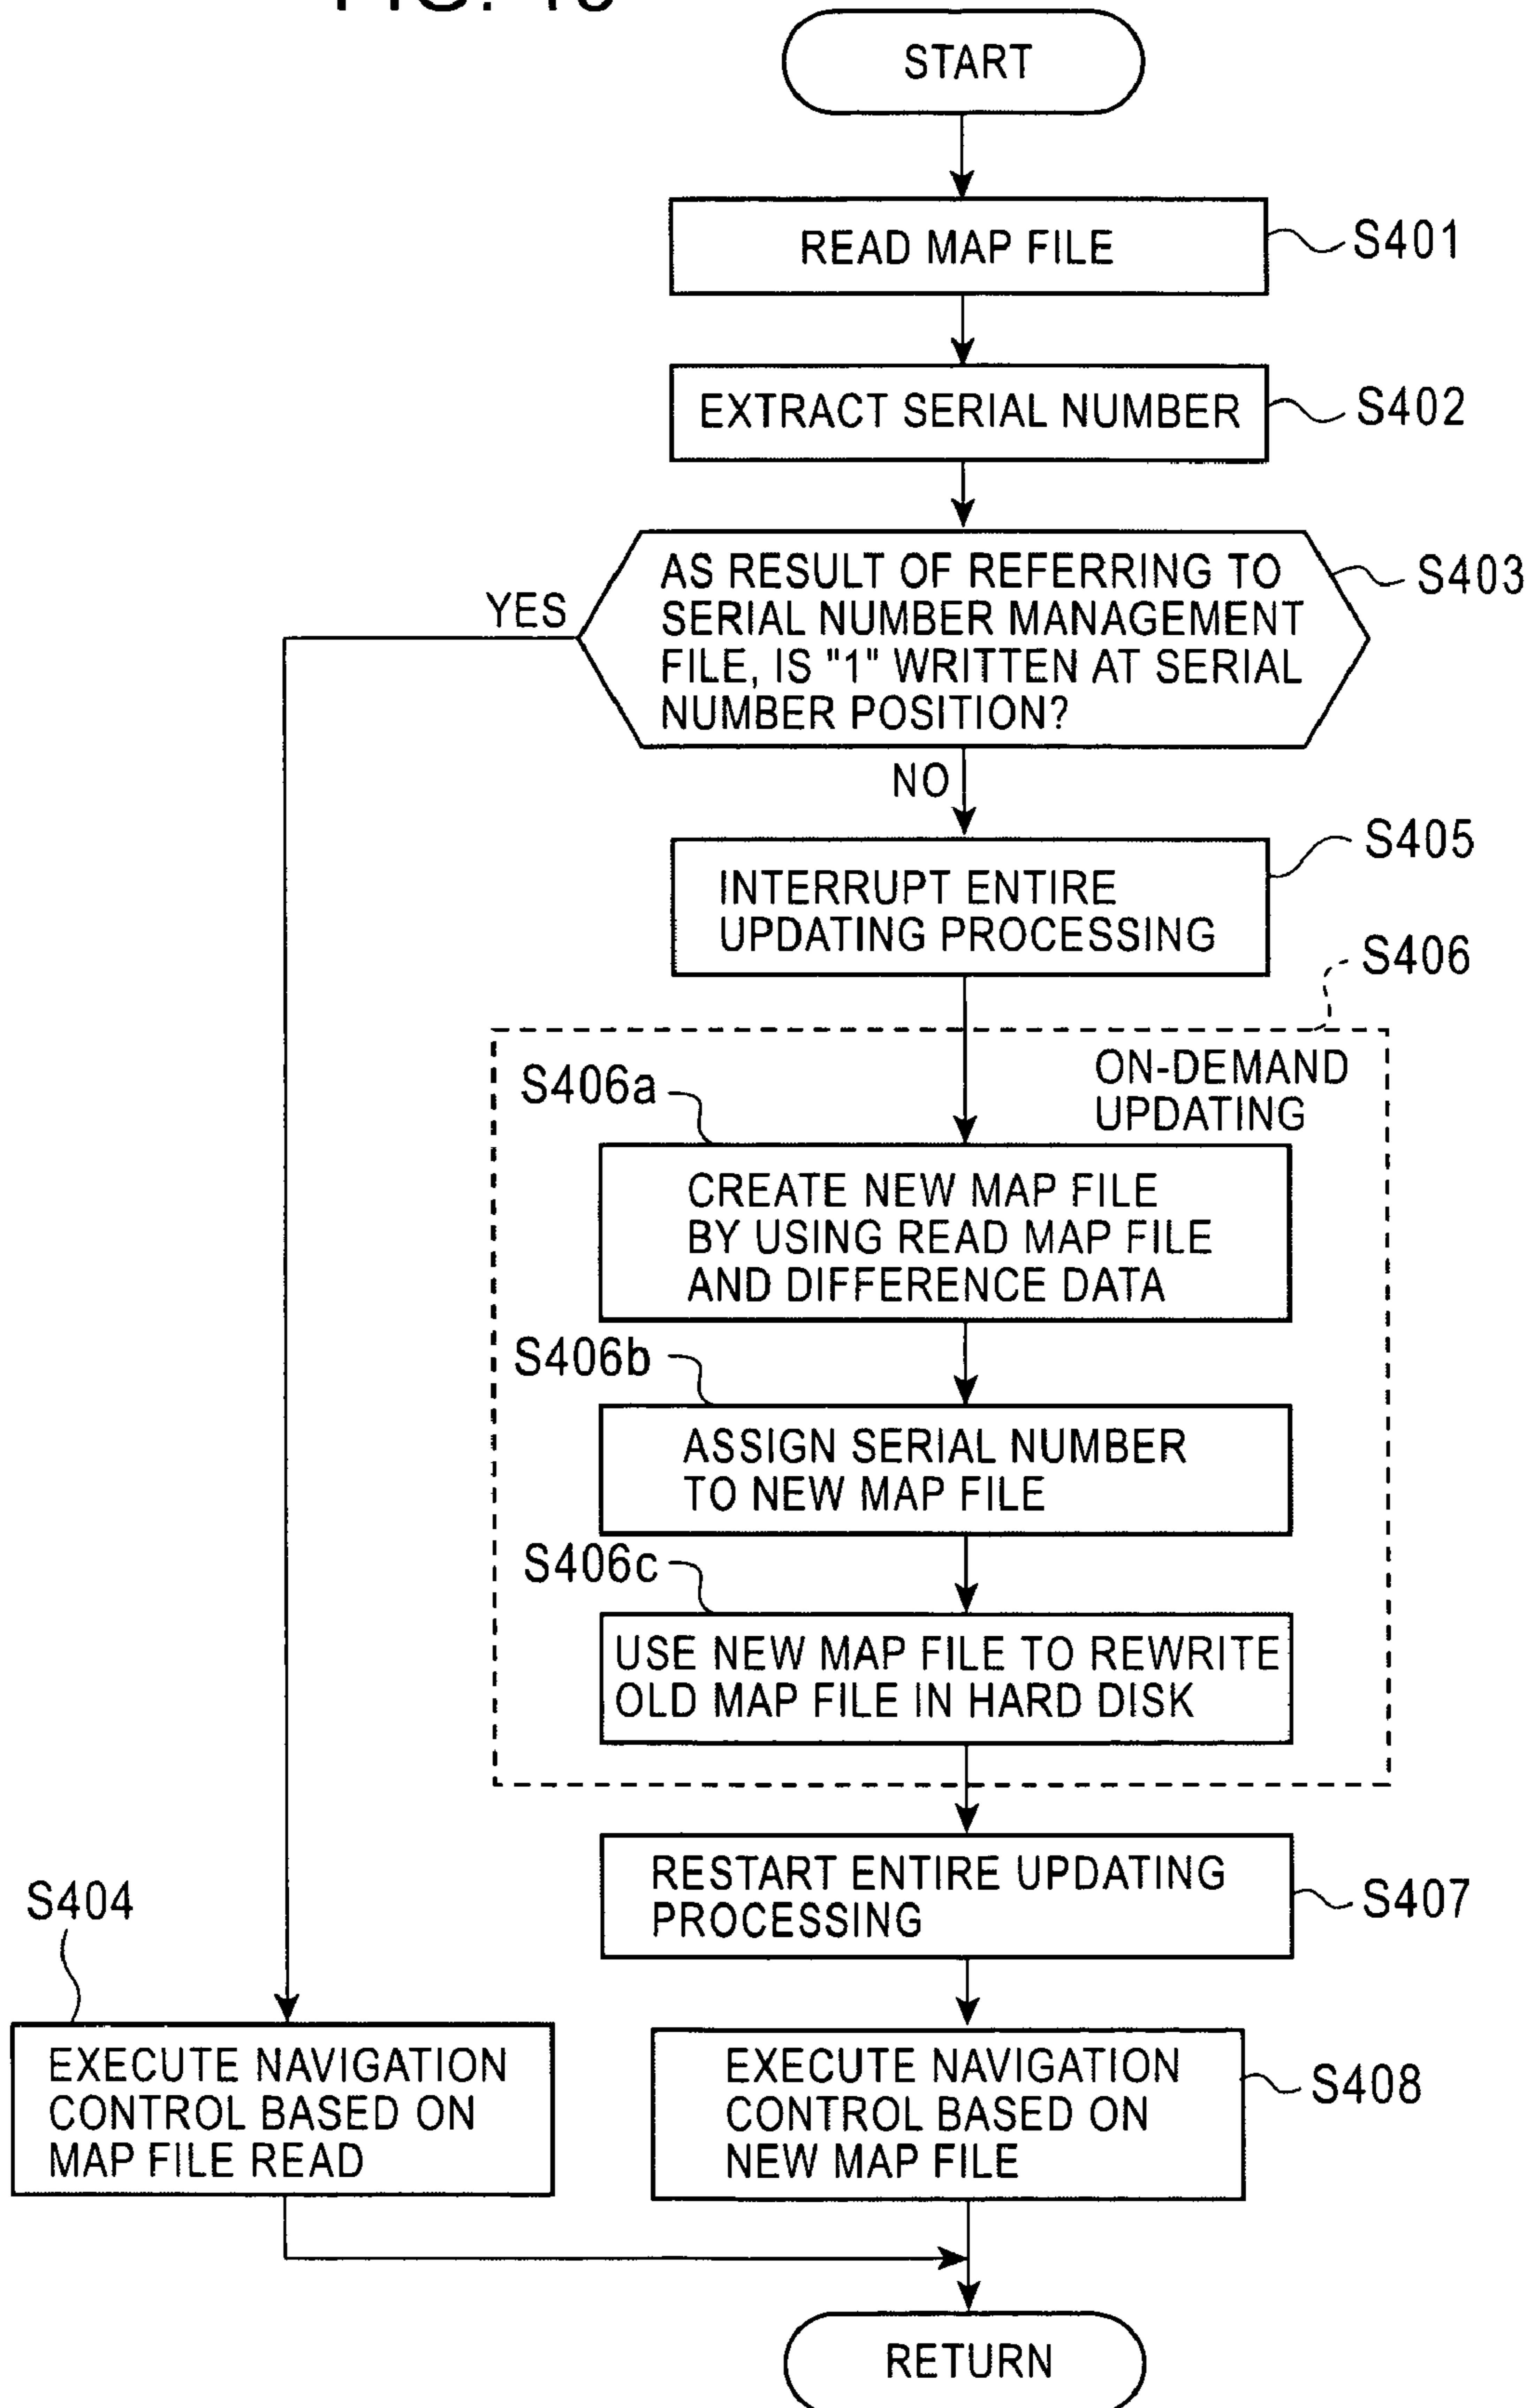 START
READ MAP FILE
S401
EXTRACT SERIAL NUMBER
S402
AS RESULT OF REFERRING TO
SERIAL NUMBER MANAGEMENT
FILE, IS "1" WRITTEN AT SERIAL
NUMBER POSITION?
S403
YES
NO
INTERRUPT ENTIRE
UPDATING PROCESSING
S405
S406
ON-DEMAND
UPDATING
S406a
CREATE NEW MAP FILE
BY USING READ MAP FILE
AND DIFFERENCE DATA
S406b
ASSIGN SERIAL NUMBER
TO NEW MAP FILE
S406c
USE NEW MAP FILE TO REWRITE
OLD MAP FILE IN HARD DISK
RESTART ENTIRE UPDATING
PROCESSING
S407
S404
EXECUTE NAVIGATION
CONTROL BASED ON
MAP FILE READ
EXECUTE NAVIGATION
CONTROL BASED ON
NEW MAP FILE
S408
RETURN